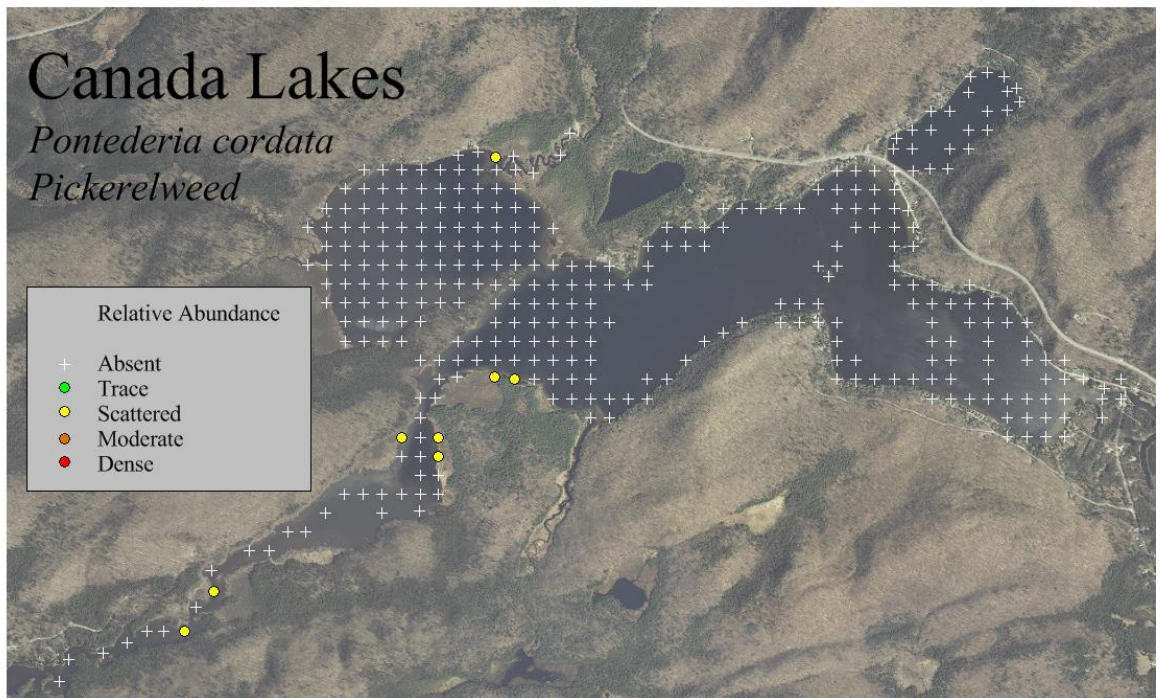 Canada Lakes
Pontederia cordata
Pickerelweed
Relative Abundance
Absent
Trace
Scattered
Moderate
Dense